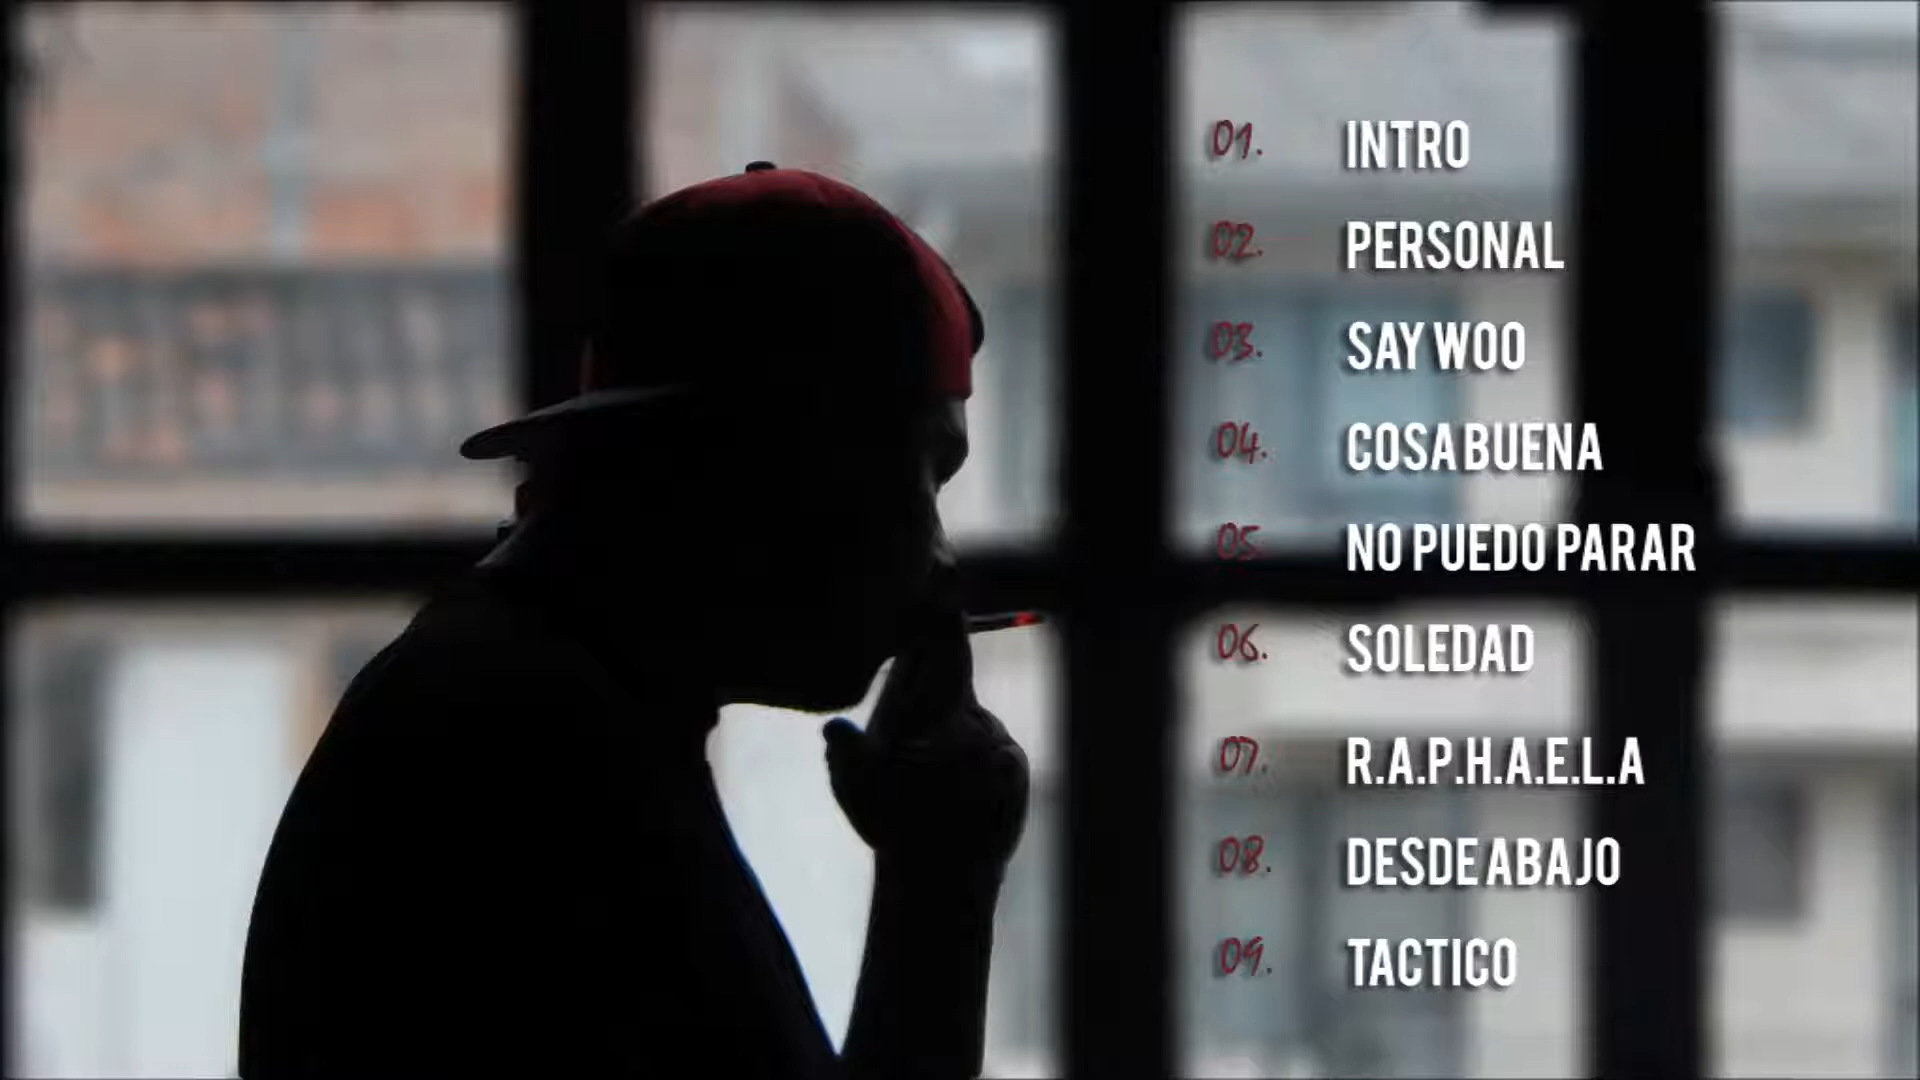 01. INTRO
02. PERSONAL
03. SAY WOO
04. COSA BUENA
05. NO PUEDO PARAR
06. SOLEDAD
07. R.A.P.H.A.E.L.A
08. DESDE ABAJO
09. TACTICO